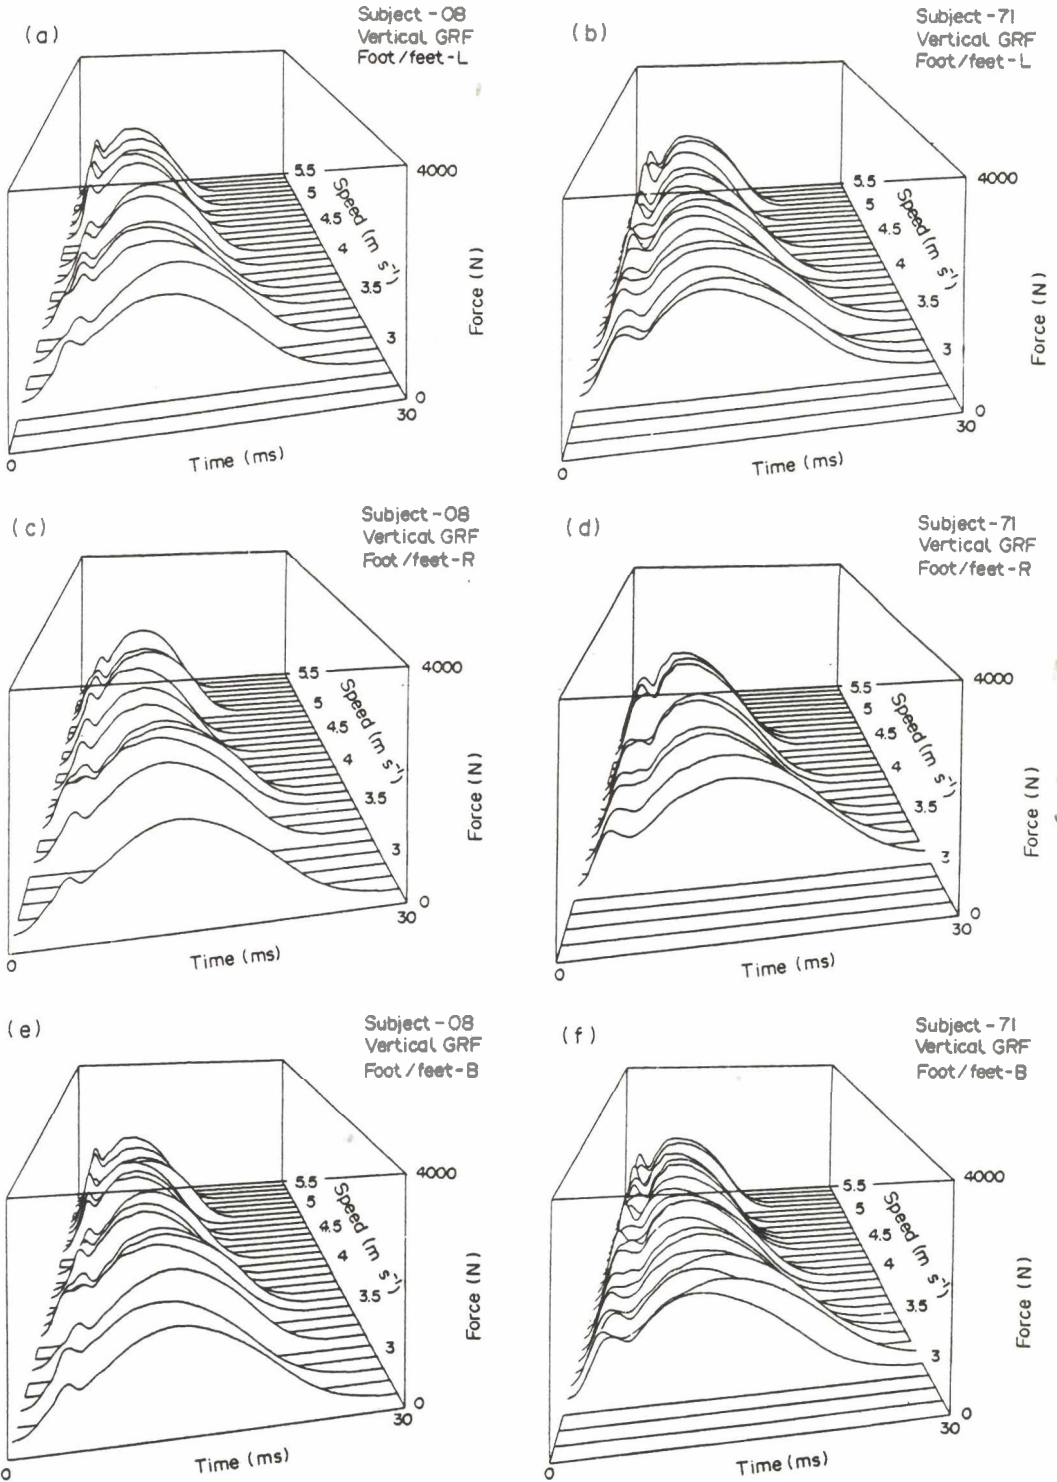 (a)
Subject-08
Vertical GRF
Foot/feet-L
5.5
5
4.5
4
3.5
3
Speed (m s⁻¹)
4000
0
Force (N)
0
30
Time (ms)
(b)
Subject-71
Vertical GRF
Foot/feet-L
5.5
5
4.5
4
3.5
3
Speed (m s⁻¹)
4000
0
Force (N)
0
30
Time (ms)
(c)
Subject-08
Vertical GRF
Foot/feet-R
5.5
5
4.5
4
3.5
3
Speed (m s⁻¹)
4000
0
Force (N)
0
30
Time (ms)
(d)
Subject-71
Vertical GRF
Foot/feet-R
5.5
5
4.5
4
3.5
3
Speed (m s⁻¹)
4000
0
Force (N)
0
30
Time (ms)
(e)
Subject-08
Vertical GRF
Foot/feet-B
5.5
5
4.5
4
3.5
3
Speed (m s⁻¹)
4000
0
Force (N)
0
30
Time (ms)
(f)
Subject-71
Vertical GRF
Foot/feet-B
5.5
5
4.5
4
3.5
3
Speed (m s⁻¹)
4000
0
Force (N)
0
30
Time (ms)